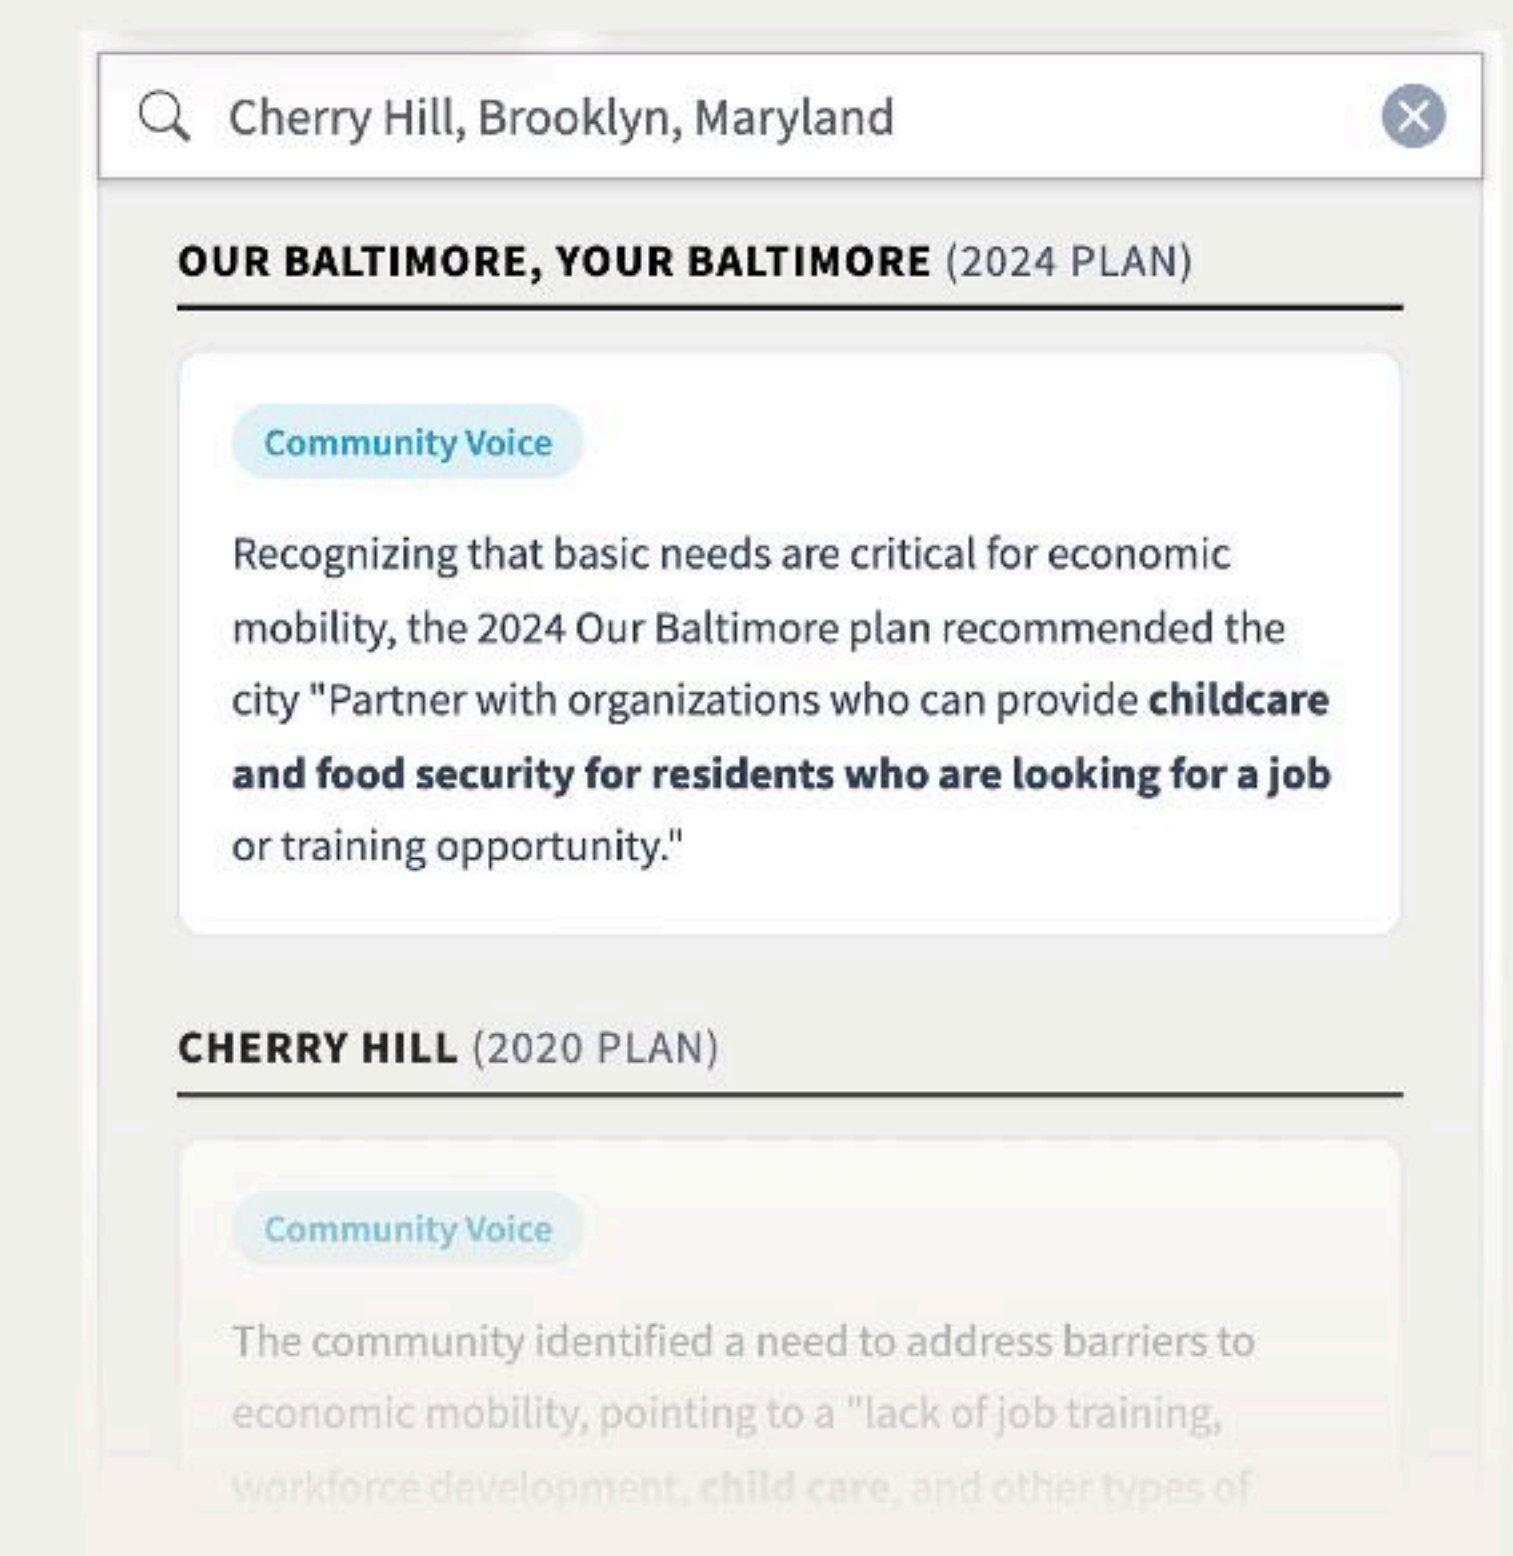 Cherry Hill, Brooklyn, Maryland
OUR BALTIMORE, YOUR BALTIMORE (2024 PLAN)
Community Voice
Recognizing that basic needs are critical for economic
mobility, the 2024 Our Baltimore plan recommended the
city "Partner with organizations who can provide childcare
and food security for residents who are looking for a job
or training opportunity."
CHERRY HILL (2020 PLAN)
Community Voice
The community identified a need to address barriers to
economic mobility, pointing to a "lack of job training,
workforce development, child care, and other types of